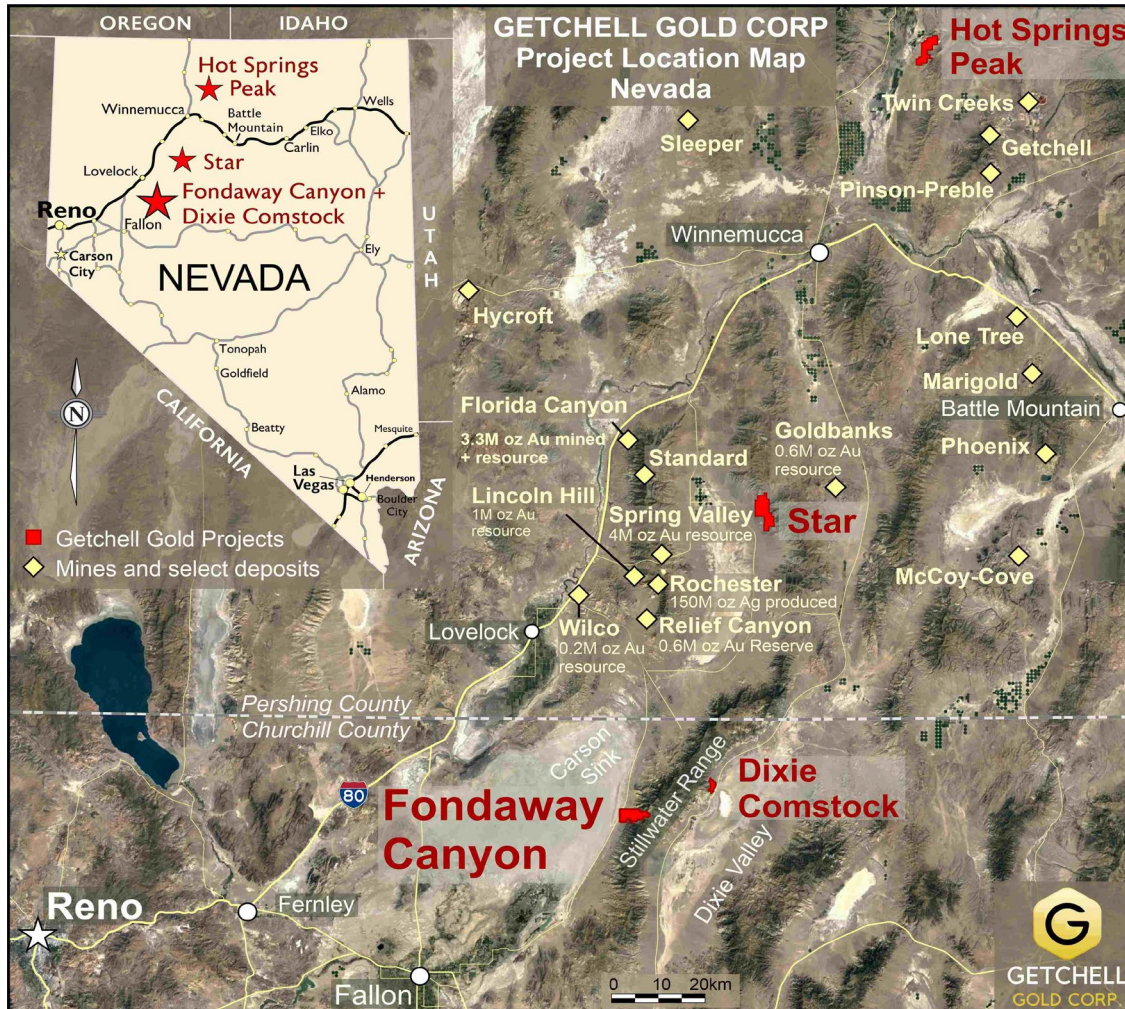 OREGON
IDAHO
Hot Springs
Peak
Winnemucca
Battle
Mountain
Wells
Elko
Carlin
Lovelock
Star
Fondaway Canyon +
Dixie Comstock
Reno
Fallon
Carson
City
Ely
UTAH
NEVADA
Tonopah
Goldfield
Alamo
CALIFORNIA
Beatty
Mesquite
Las
Vegas
Henderson
Boulder
City
ARIZONA
N
Getchell Gold Projects
Mines and select deposits
GETCHELL GOLD CORP
Project Location Map
Nevada
Hot Springs
Peak
Twin Creeks
Sleeper
Getchell
Pinson-Preble
Winnemucca
Hycroft
Lone Tree
Marigold
Battle Mountain
Florida Canyon
3.3M oz Au mined
+ resource
Goldbanks
0.6M oz Au
resource
Phoenix
Standard
Lincoln Hill
1M oz Au
resource
Spring Valley
4M oz Au resource
Star
McCoy-Cove
Rochester
150M oz Ag produced
Lovelock
Wilco
0.2M oz Au
resource
Relief Canyon
0.6M oz Au Reserve
Pershing County
Churchill County
Carson
Sink
Stillwater Range
Dixie
Comstock
80
Fondaway
Canyon
Dixie Valley
Reno
Fernley
Fallon
0 10 20km
G
GETCHELL
GOLD CORP.